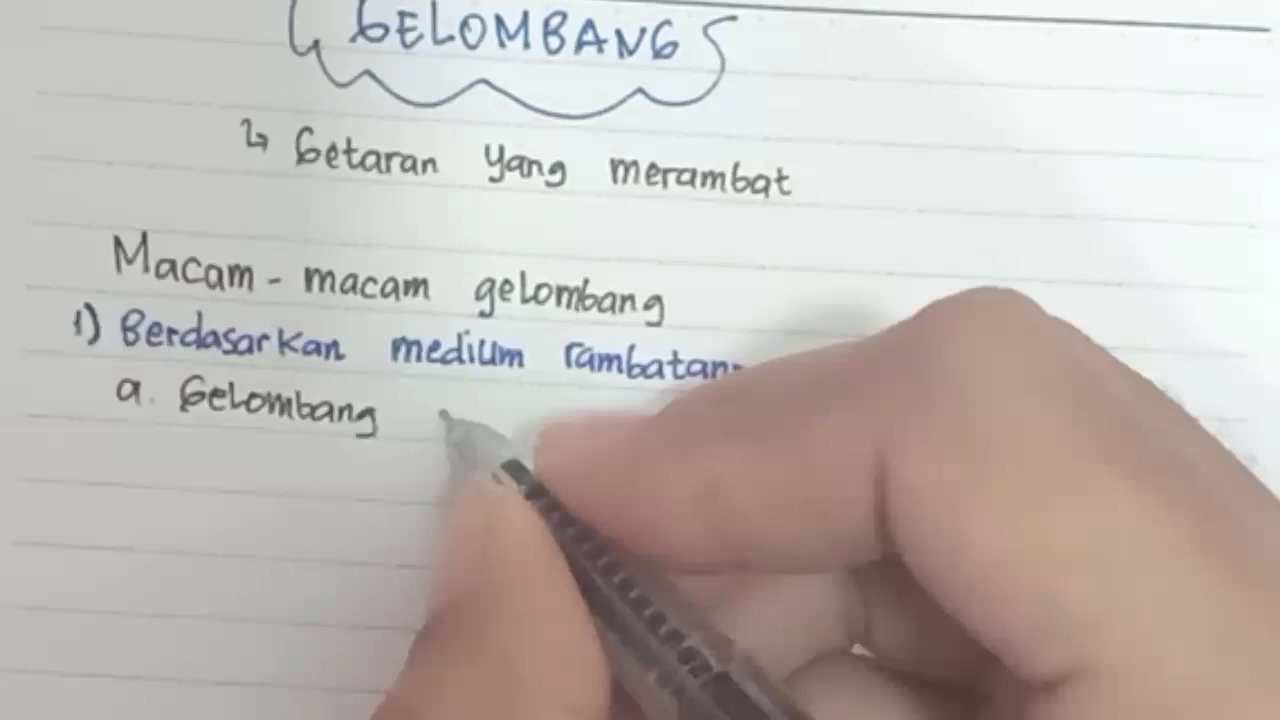 GELOMBANG
↳ Getaran yang merambat
Macam - macam gelombang
1) Berdasarkan medium rambatan
a. Gelombang